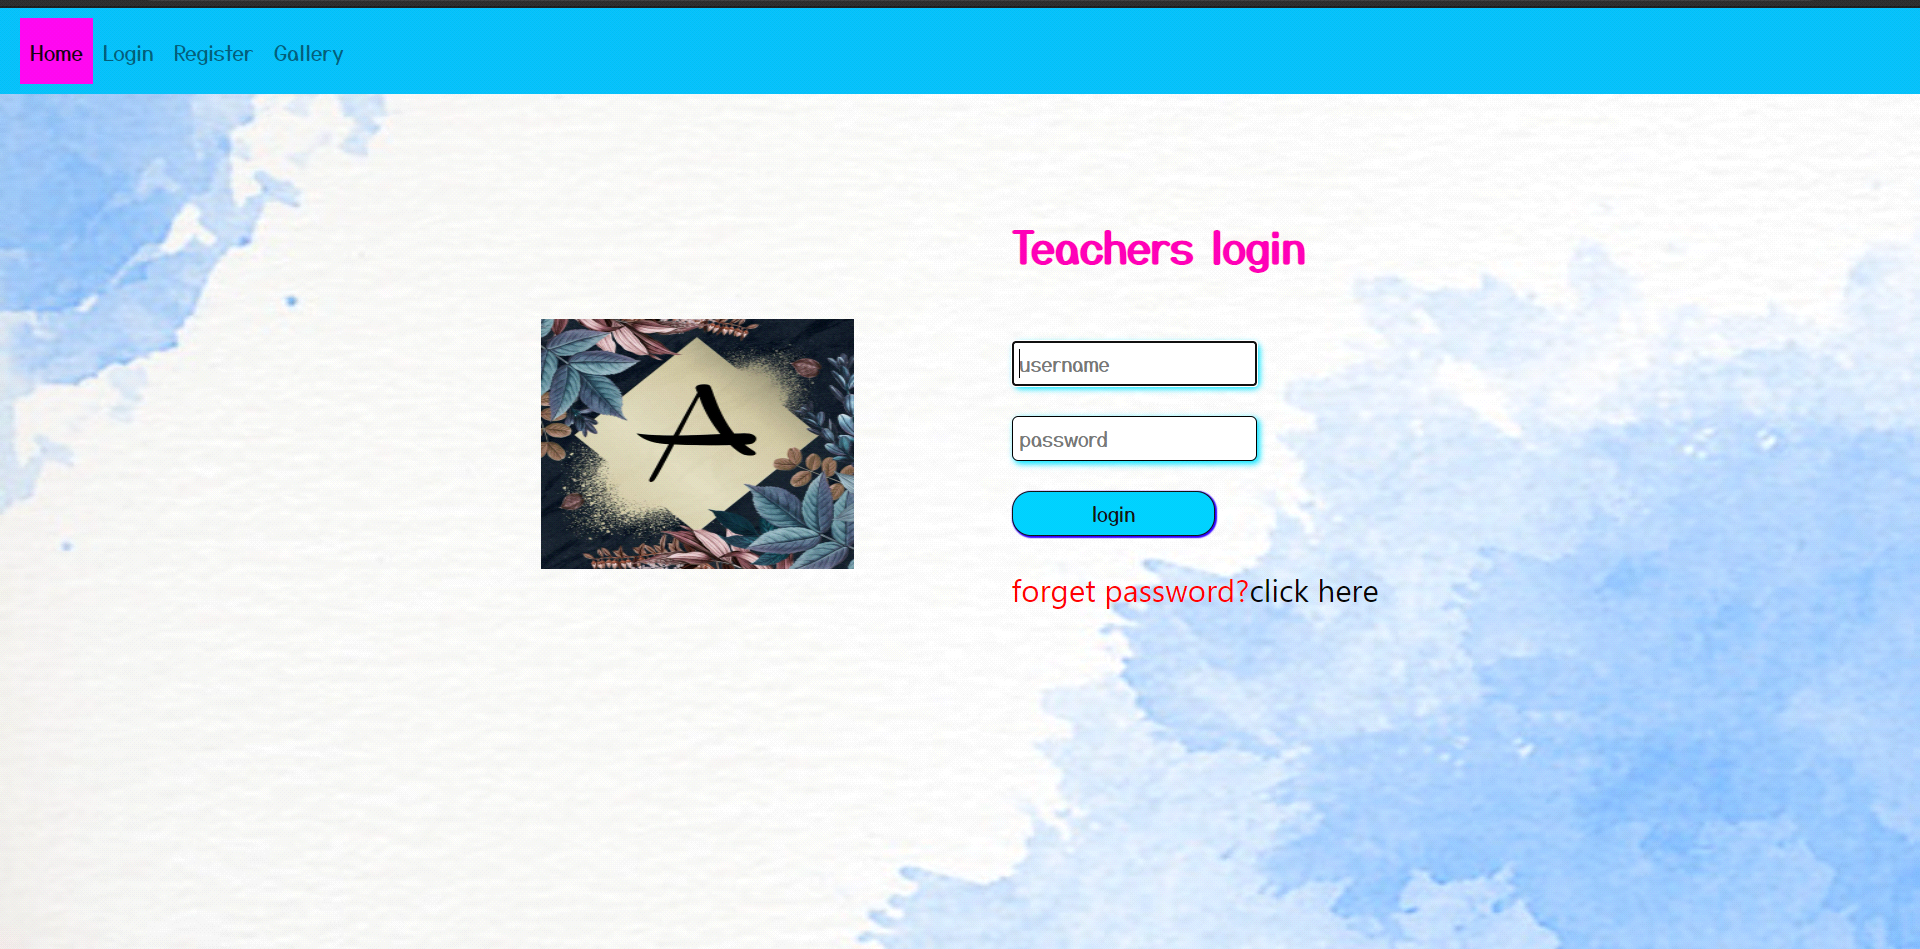 Home Login Register Gallery
Teachers login
A
username
password
login
forget password?click here